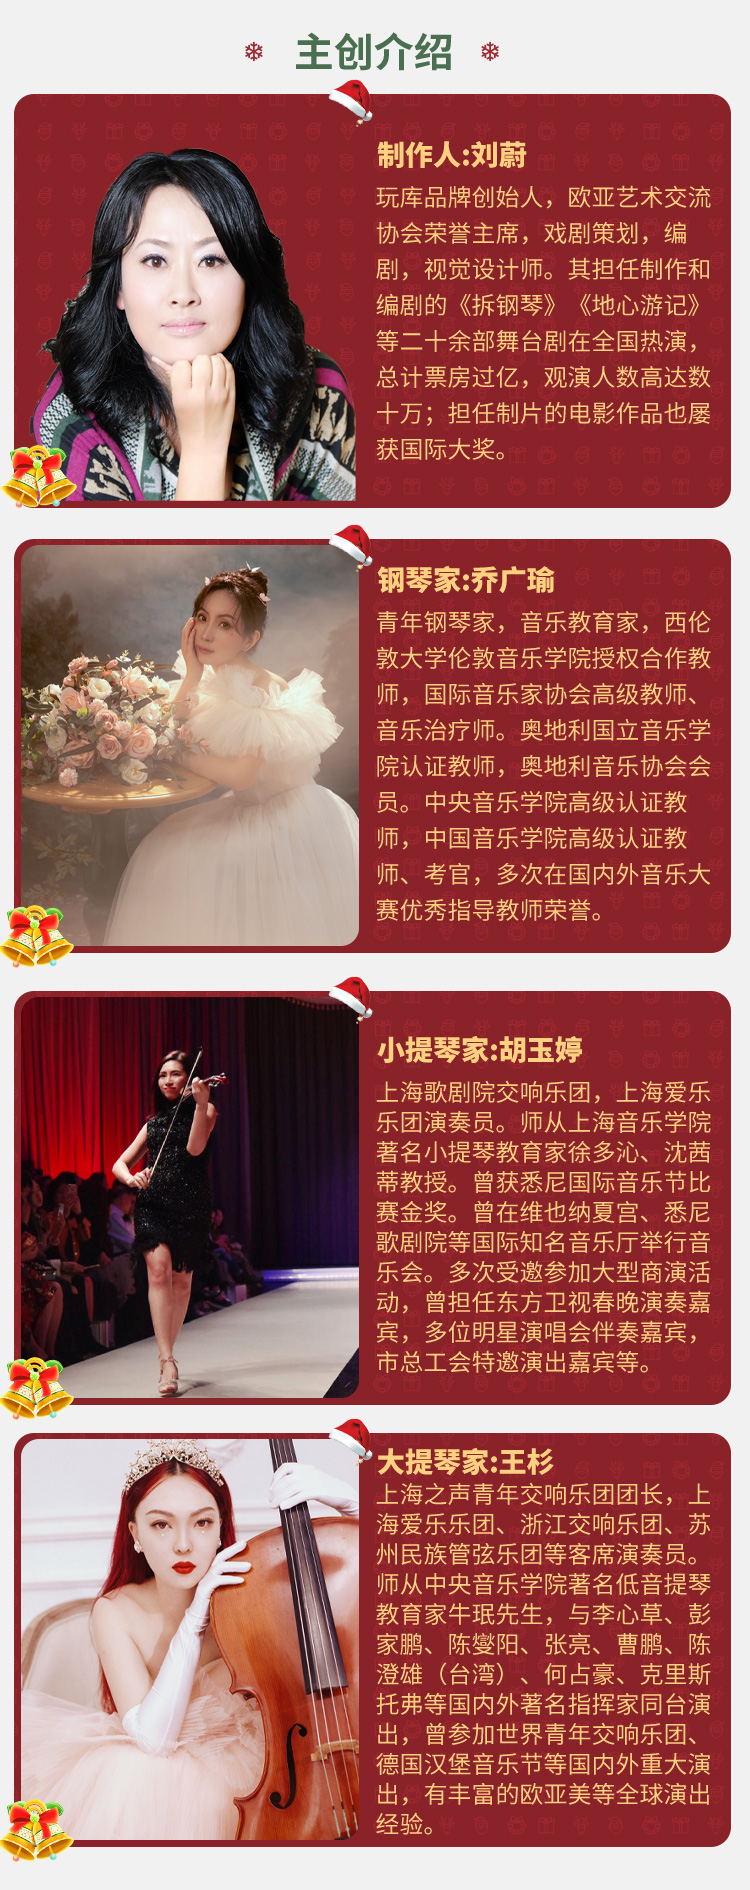 主创介绍
制作人:刘蔚
玩库品牌创始人，欧亚艺术交流
协会荣誉主席，戏剧策划，编
剧，视觉设计师。其担任制作和
编剧的《拆钢琴》《地心游记》
等二十余部舞台剧在全国热演，
总计票房过亿，观演人数高达数
十万；担任制片的电影作品也屡
获国际大奖。
钢琴家:乔广瑜
青年钢琴家，音乐教育家，西伦
敦大学伦敦音乐学院授权合作教
师，国际音乐家协会高级教师、
音乐治疗师。奥地利国立音乐学
院认证教师，奥地利音乐协会会
员。中央音乐学院高级认证教
师，中国音乐学院高级认证教
师、考官，多次在国内外音乐大
赛优秀指导教师荣誉。
小提琴家:胡玉婷
上海歌剧院交响乐团，上海爱乐
乐团演奏员。师从上海音乐学院
著名小提琴教育家徐多沁、沈茜
蒂教授。曾获悉尼国际音乐节比
赛金奖。曾在维也纳夏宫、悉尼
歌剧院等国际知名音乐厅举行音
乐会。多次受邀参加大型商演活
动，曾担任东方卫视春晚演奏嘉
宾，多位明星演唱会伴奏嘉宾，
市总工会特邀演出嘉宾等。
大提琴家:王杉
上海之声青年交响乐团团长，上
海爱乐乐团、浙江交响乐团、苏
州民族管弦乐团等客席演奏员。
师从中央音乐学院著名低音提琴
教育家牛珉先生，与李心草、彭
家鹏、陈燮阳、张亮、曹鹏、陈
澄雄（台湾）、何占豪、克里斯
托弗等国内外著名指挥家同台演
出，曾参加世界青年交响乐团、
德国汉堡音乐节等国内外重大演
出，有丰富的欧亚美等全球演出
经验。